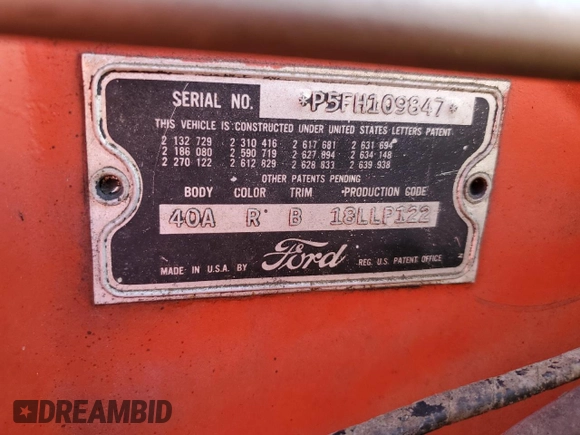 SERIAL NO. *P5FH109847*
THIS VEHICLE IS CONSTRUCTED UNDER UNITED STATES LETTERS PATENT
2 132 729 2 310 416 2 617 681 2 631 694
2 186 080 2 590 719 2 627 894 2 634 148
2 270 122 2 612 829 2 628 833 2 639 938
OTHER PATENTS PENDING
BODY COLOR TRIM PRODUCTION CODE
40A R B 18LLP122
MADE IN U.S.A. BY Ford REG. U.S. PATENT OFFICE
DREAMBID